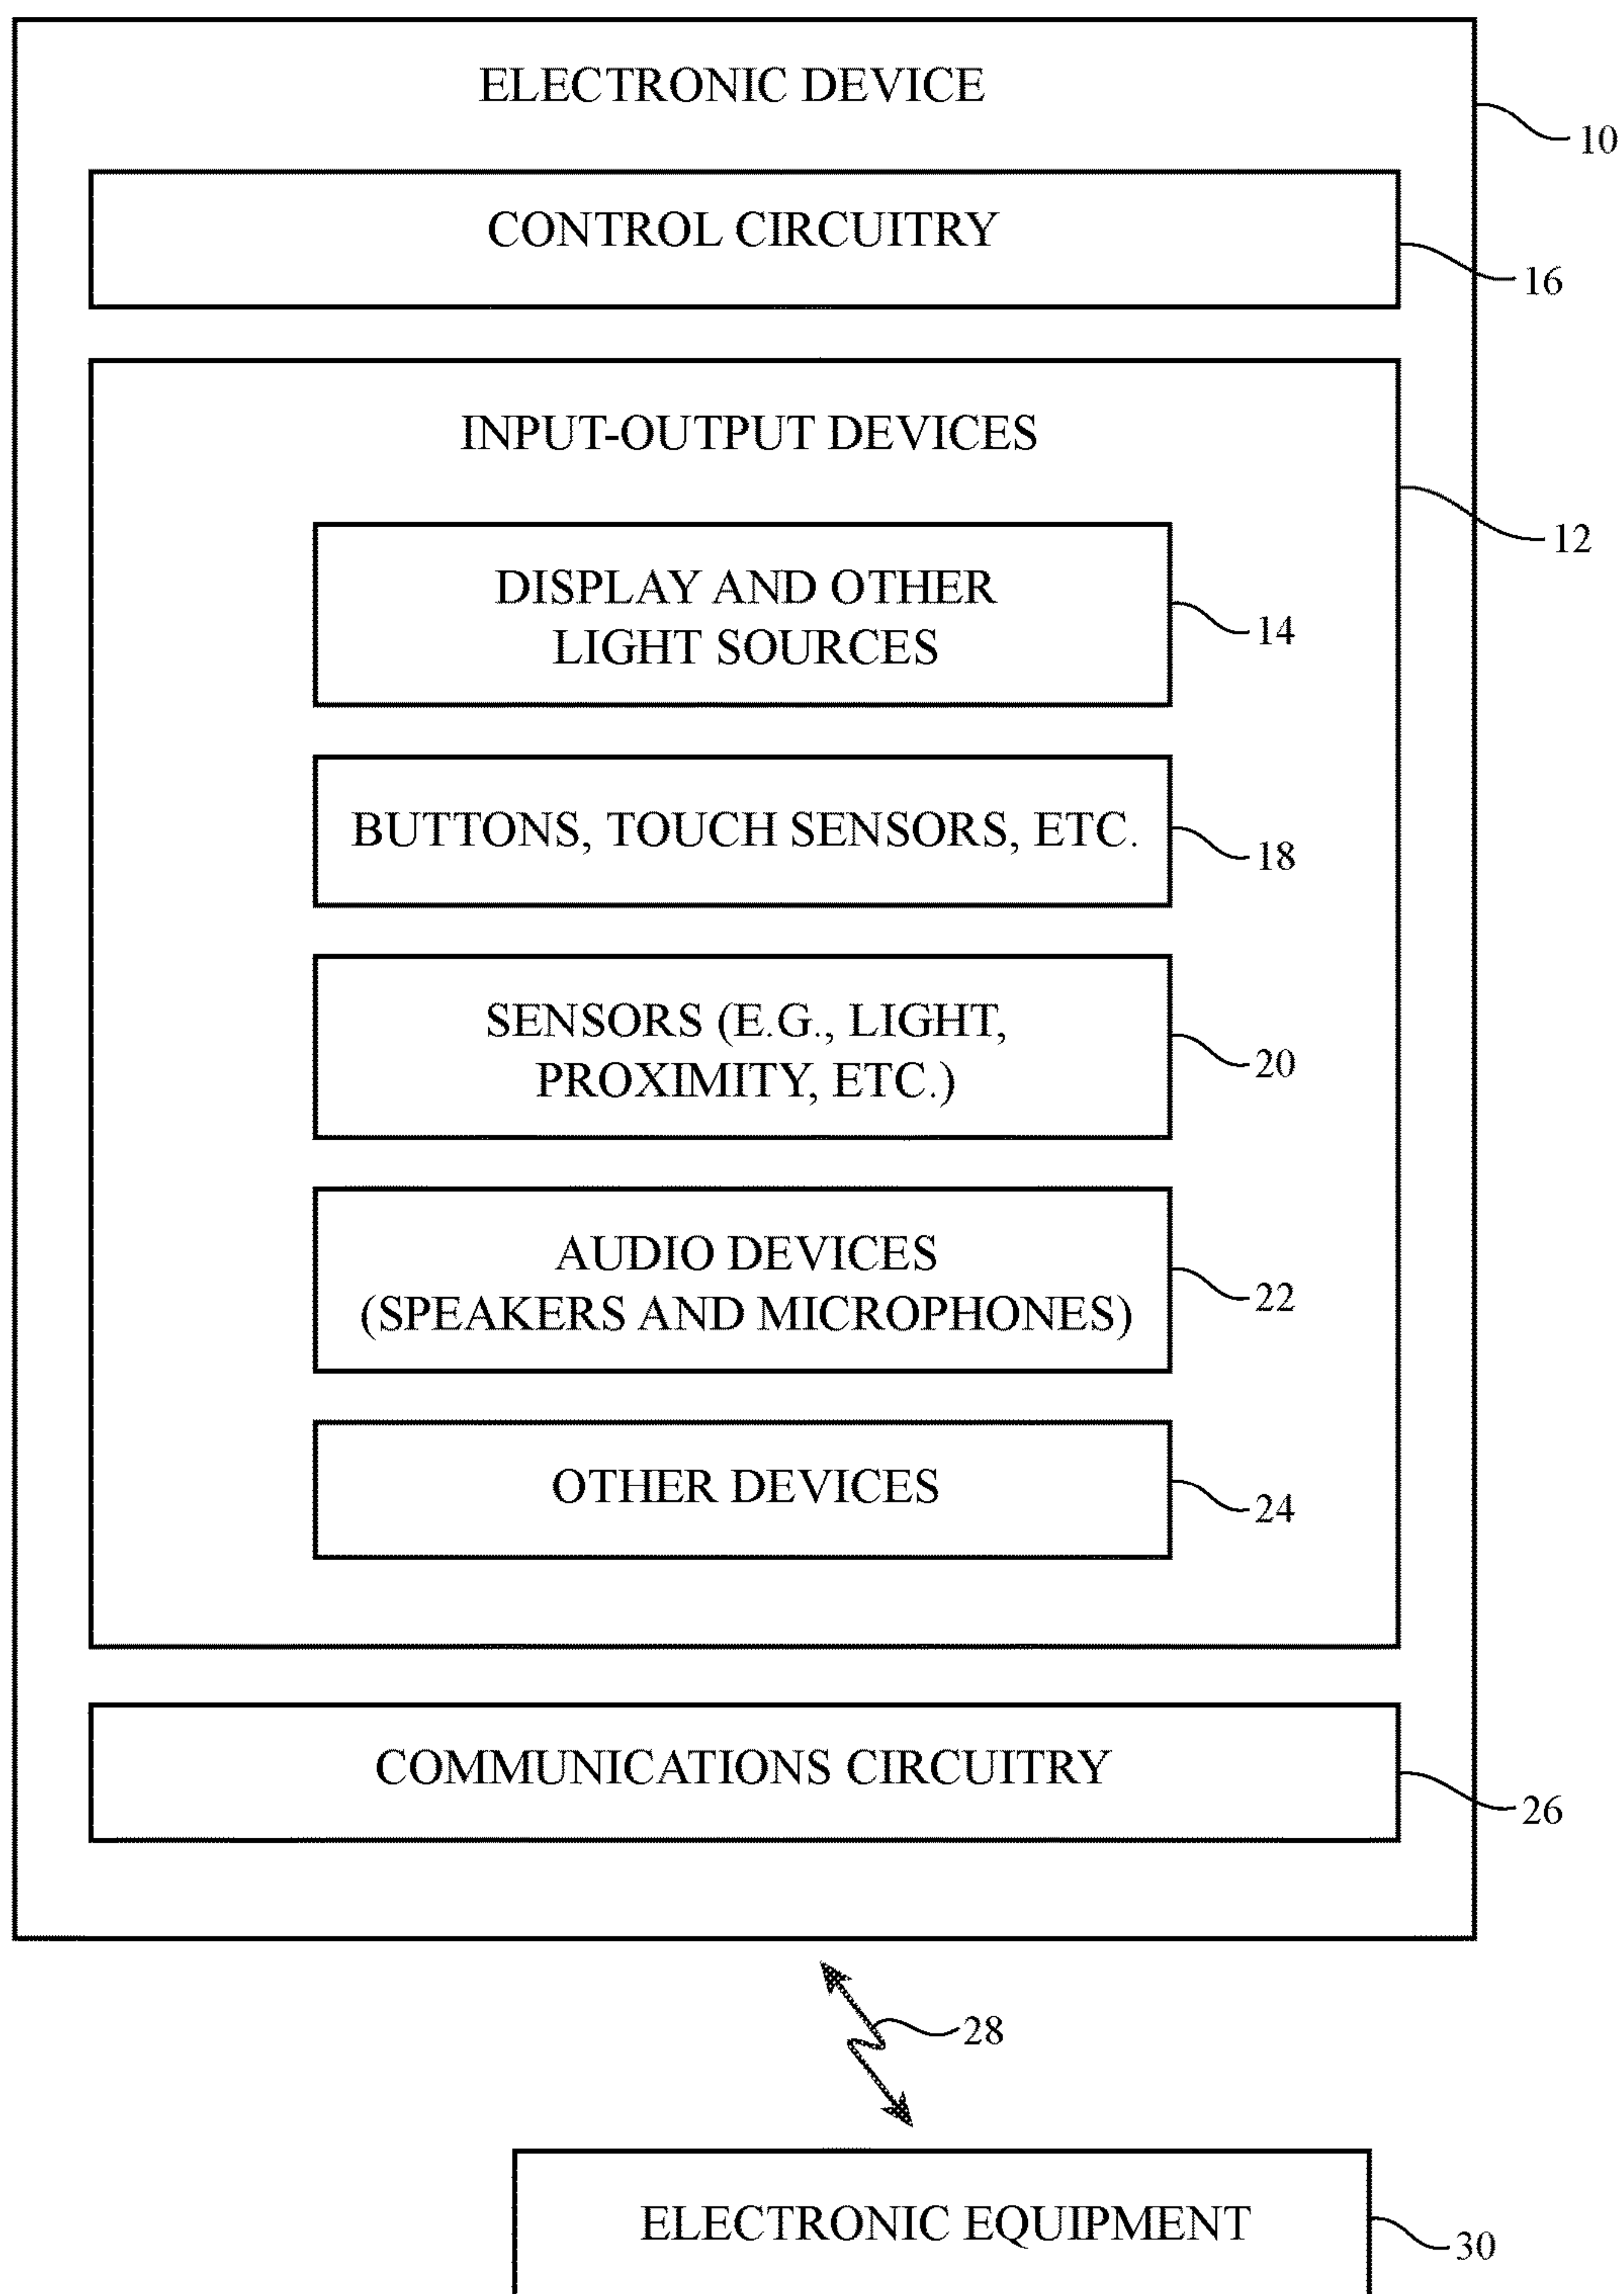 ELECTRONIC DEVICE
10
CONTROL CIRCUITRY
16
INPUT-OUTPUT DEVICES
12
DISPLAY AND OTHER
LIGHT SOURCES
14
BUTTONS, TOUCH SENSORS, ETC.
18
SENSORS (E.G., LIGHT,
PROXIMITY, ETC.)
20
AUDIO DEVICES
(SPEAKERS AND MICROPHONES)
22
OTHER DEVICES
24
COMMUNICATIONS CIRCUITRY
26
28
ELECTRONIC EQUIPMENT
30